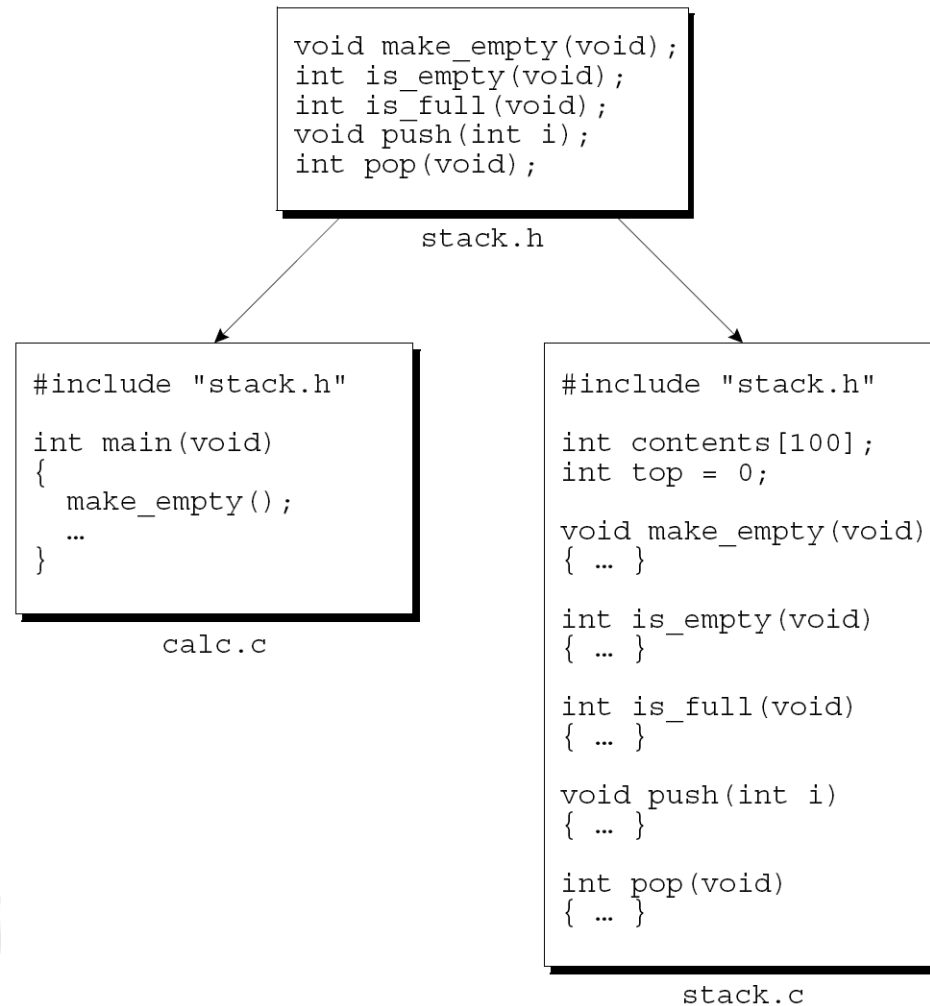 void make_empty(void);
int is_empty(void);
int is_full(void);
void push(int i);
int pop(void);
stack.h
#include "stack.h"
int main(void)
{
  make_empty();
  …
}
calc.c
#include "stack.h"
int contents[100];
int top = 0;
void make_empty(void)
{ … }
int is_empty(void)
{ … }
int is_full(void)
{ … }
void push(int i)
{ … }
int pop(void)
{ … }
stack.c